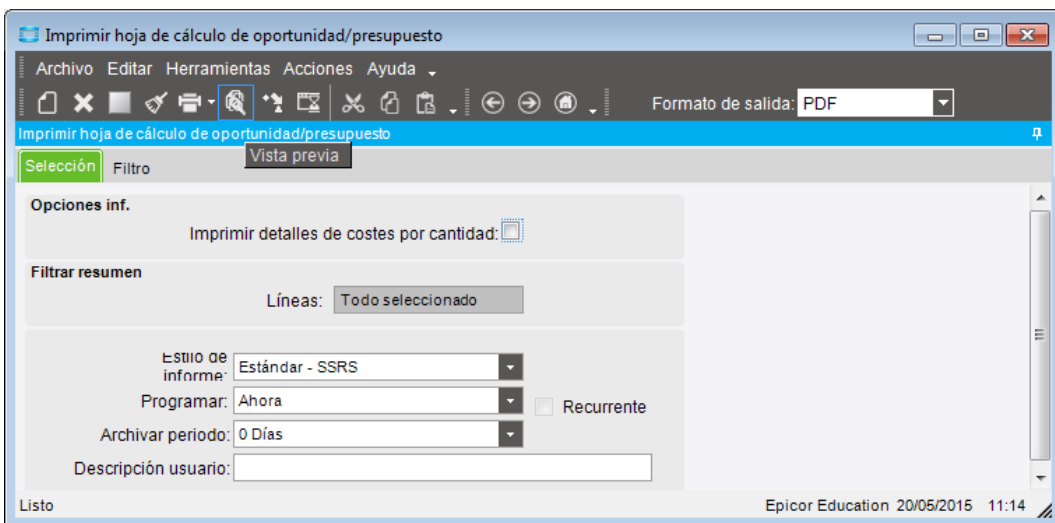 Imprimir hoja de cálculo de oportunidad/presupuesto
Archivo Editar Herramientas Acciones Ayuda
Formato de salida: PDF
Imprimir hoja de cálculo de oportunidad/presupuesto
Vista previa
Selección Filtro
Opciones inf.
Imprimir detalles de costes por cantidad:
Filtrar resumen
Líneas: Todo seleccionado
Estilo de
informe: Estándar - SSRS
Programar: Ahora Recurrente
Archivar periodo: 0 Días
Descripción usuario:
Listo Epicor Education 20/05/2015 11:14